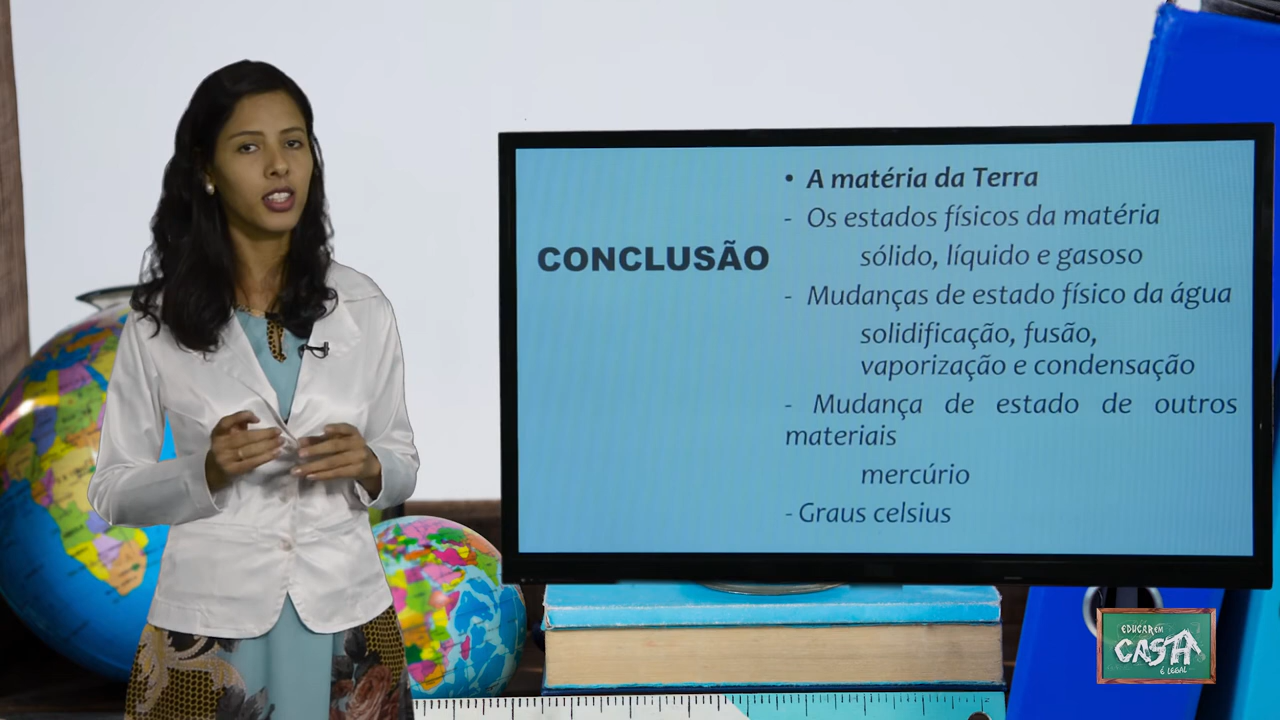 CONCLUSÃO
• A matéria da Terra
- Os estados físicos da matéria
sólido, líquido e gasoso
- Mudanças de estado físico da água
solidificação, fusão,
vaporização e condensação
- Mudança de estado de outros
materiais
mercúrio
- Graus celsius
EDUCAR EM
CASA
É LEGAL